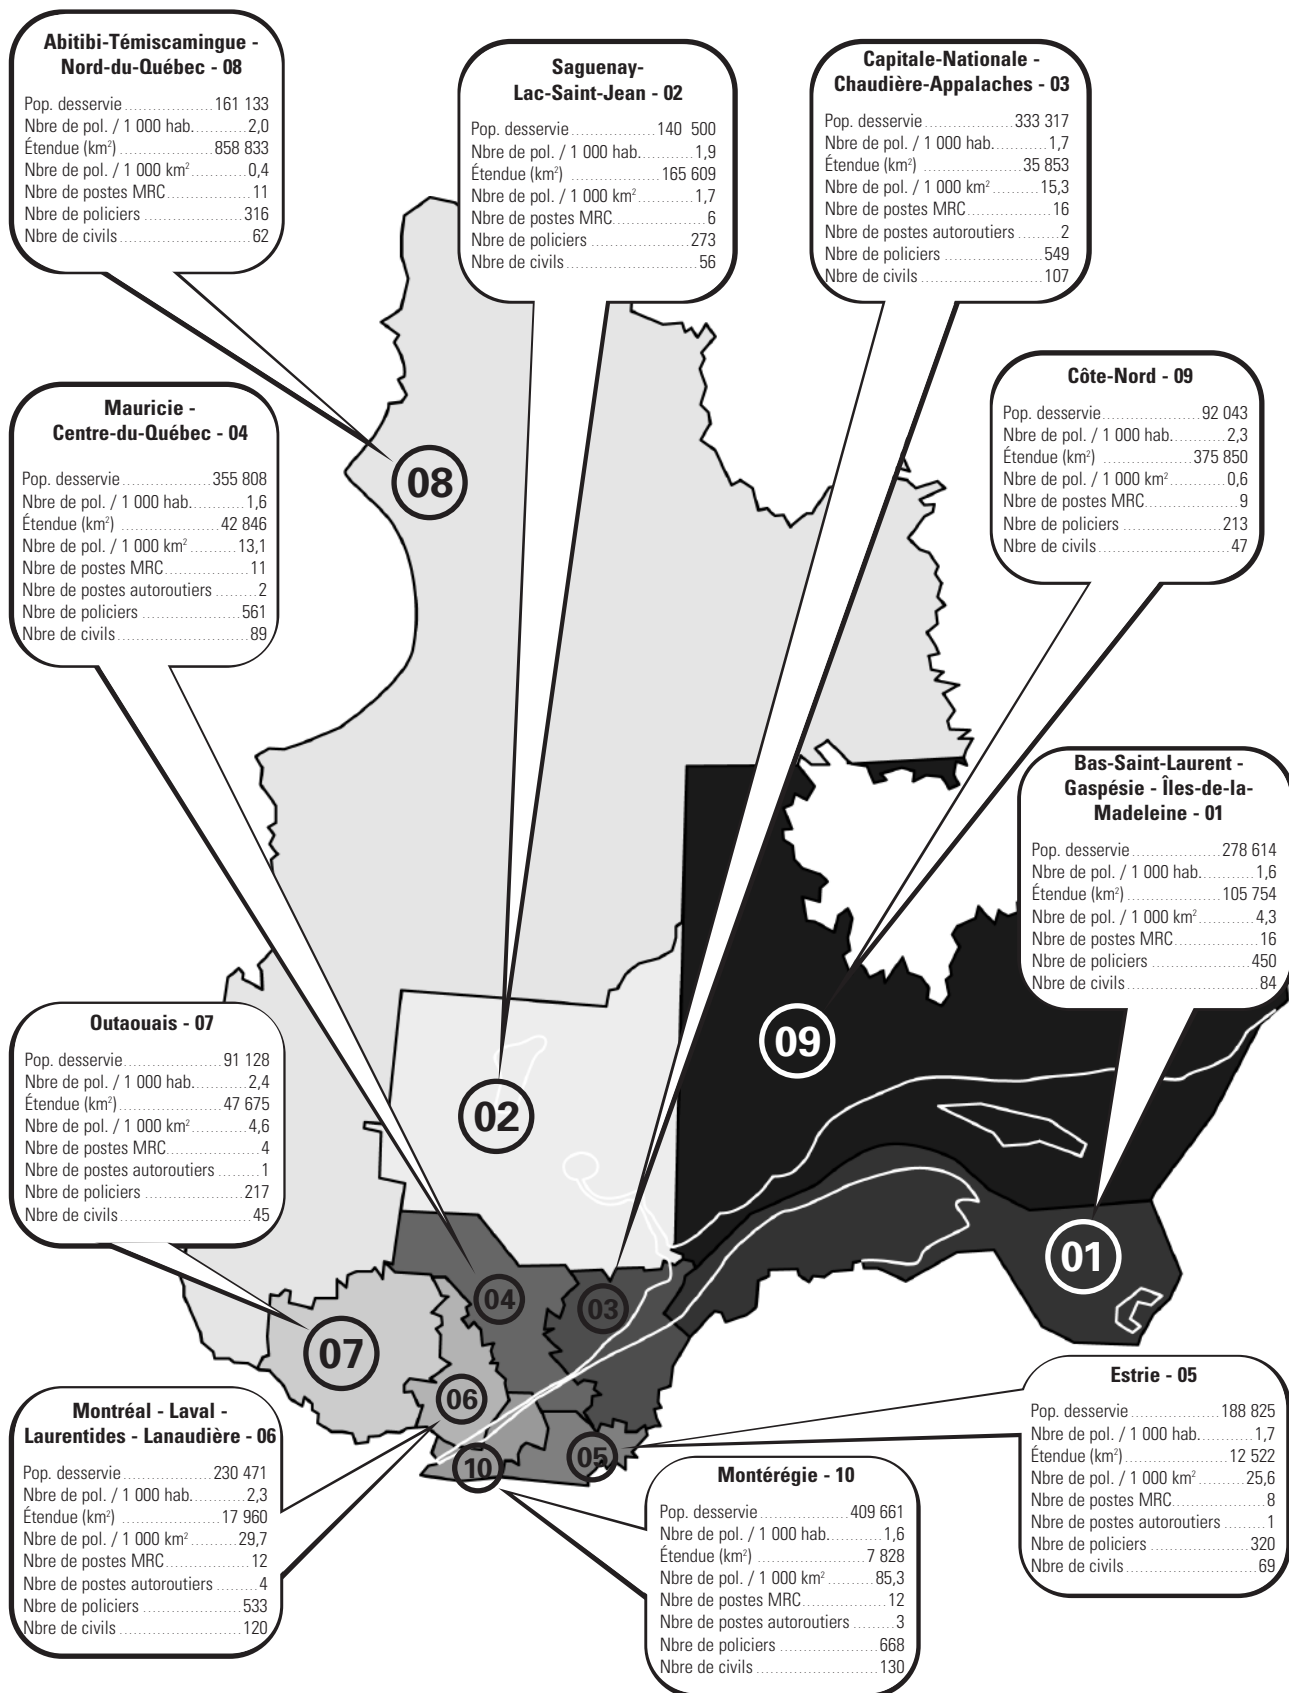 Abitibi-Témiscamingue -
Nord-du-Québec - 08
Pop. desservie 161 133
Nbre de pol. / 1 000 hab. 2,0
Étendue (km²) 858 833
Nbre de pol. / 1 000 km² 0,4
Nbre de postes MRC 11
Nbre de policiers 316
Nbre de civils 62
Saguenay-
Lac-Saint-Jean - 02
Pop. desservie 140 500
Nbre de pol. / 1 000 hab. 1,9
Étendue (km²) 165 609
Nbre de pol. / 1 000 km² 1,7
Nbre de postes MRC 6
Nbre de policiers 273
Nbre de civils 56
Capitale-Nationale -
Chaudière-Appalaches - 03
Pop. desservie 333 317
Nbre de pol. / 1 000 hab. 1,7
Étendue (km²) 35 853
Nbre de pol. / 1 000 km² 15,3
Nbre de postes MRC 16
Nbre de postes autoroutiers 2
Nbre de policiers 549
Nbre de civils 107
Mauricie -
Centre-du-Québec - 04
Pop. desservie 355 808
Nbre de pol. / 1 000 hab. 1,6
Étendue (km²) 42 846
Nbre de pol. / 1 000 km² 13,1
Nbre de postes MRC 11
Nbre de postes autoroutiers 2
Nbre de policiers 561
Nbre de civils 89
Côte-Nord - 09
Pop. desservie 92 043
Nbre de pol. / 1 000 hab. 2,3
Étendue (km²) 375 850
Nbre de pol. / 1 000 km² 0,6
Nbre de postes MRC 9
Nbre de policiers 213
Nbre de civils 47
Bas-Saint-Laurent -
Gaspésie - Îles-de-la-
Madeleine - 01
Pop. desservie 278 614
Nbre de pol. / 1 000 hab. 1,6
Étendue (km²) 105 754
Nbre de pol. / 1 000 km² 4,3
Nbre de postes MRC 16
Nbre de policiers 450
Nbre de civils 84
Outaouais - 07
Pop. desservie 91 128
Nbre de pol. / 1 000 hab. 2,4
Étendue (km²) 47 675
Nbre de pol. / 1 000 km² 4,6
Nbre de postes MRC 4
Nbre de postes autoroutiers 1
Nbre de policiers 217
Nbre de civils 45
Montréal - Laval -
Laurentides - Lanaudière - 06
Pop. desservie 230 471
Nbre de pol. / 1 000 hab. 2,3
Étendue (km²) 17 960
Nbre de pol. / 1 000 km² 29,7
Nbre de postes MRC 12
Nbre de postes autoroutiers 4
Nbre de policiers 533
Nbre de civils 120
Montérégie - 10
Pop. desservie 409 661
Nbre de pol. / 1 000 hab. 1,6
Étendue (km²) 7 828
Nbre de pol. / 1 000 km² 85,3
Nbre de postes MRC 12
Nbre de postes autoroutiers 3
Nbre de policiers 668
Nbre de civils 130
Estrie - 05
Pop. desservie 188 825
Nbre de pol. / 1 000 hab. 1,7
Étendue (km²) 12 522
Nbre de pol. / 1 000 km² 25,6
Nbre de postes MRC 8
Nbre de postes autoroutiers 1
Nbre de policiers 320
Nbre de civils 69
08
09
02
01
04
03
07
06
05
10